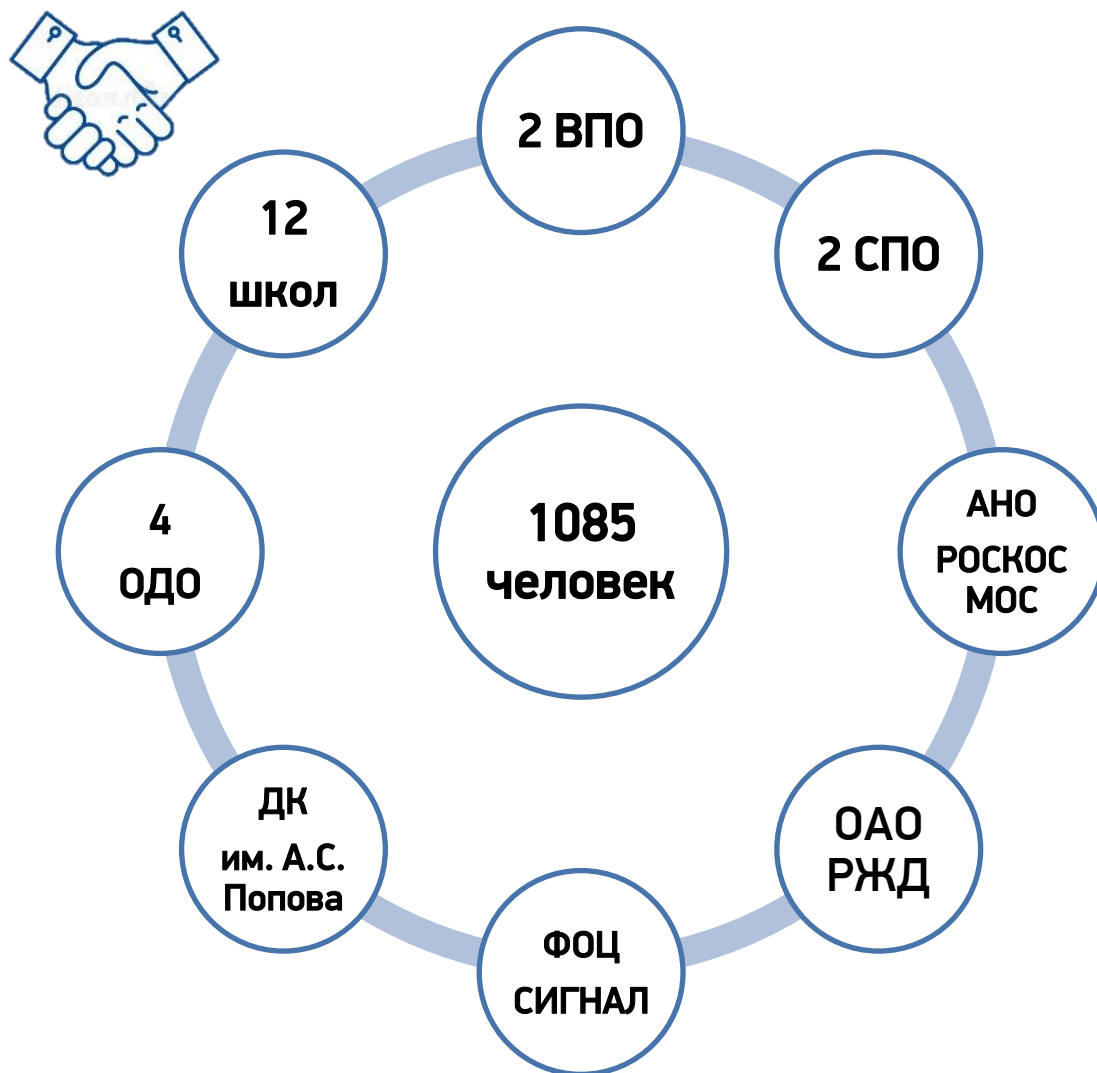 2 ВПО
2 СПО
АНО
РОСКОС
МОС
ОАО
РЖД
ФОЦ
СИГНАЛ
ДК
им. А.С.
Попова
4
ОДО
12
школ
1085
человек